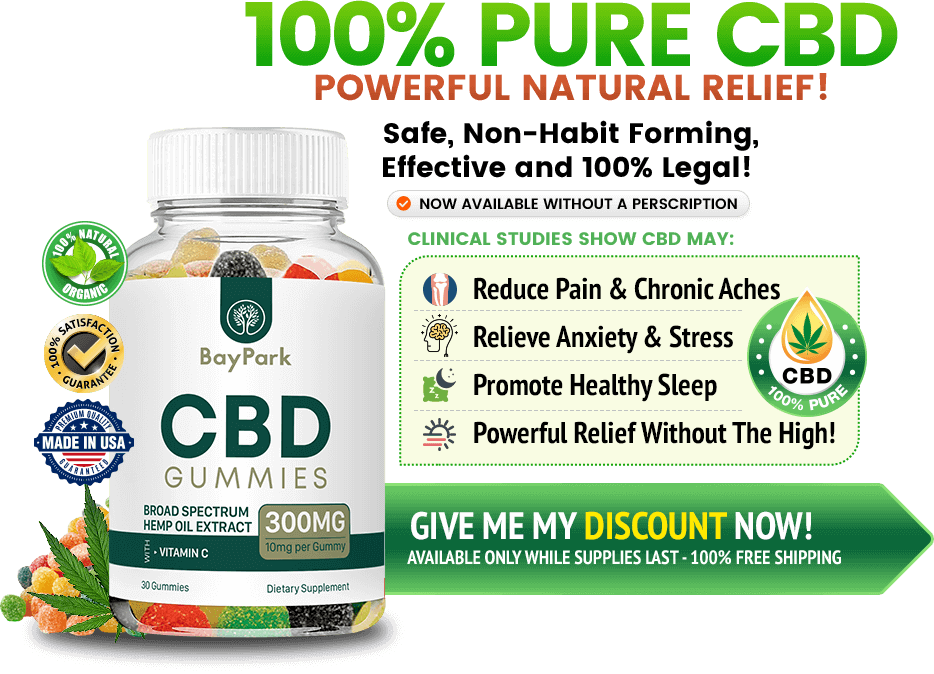 100% PURE CBD
POWERFUL NATURAL RELIEF!
Safe, Non-Habit Forming,
Effective and 100% Legal!
NOW AVAILABLE WITHOUT A PERSCRIPTION
CLINICAL STUDIES SHOW CBD MAY:
Reduce Pain & Chronic Aches
Relieve Anxiety & Stress
Promote Healthy Sleep
Powerful Relief Without The High!
CBD
100% PURE
100% NATURAL
ORGANIC
100% SATISFACTION
GUARANTEE
PREMIUM QUALITY
MADE IN USA
GUARANTEED
BayPark
CBD
GUMMIES
BROAD SPECTRUM
HEMP OIL EXTRACT
300MG
10mg per Gummy
WITH
• VITAMIN C
30 Gummies
Dietary Supplement
GIVE ME MY DISCOUNT NOW!
AVAILABLE ONLY WHILE SUPPLIES LAST - 100% FREE SHIPPING